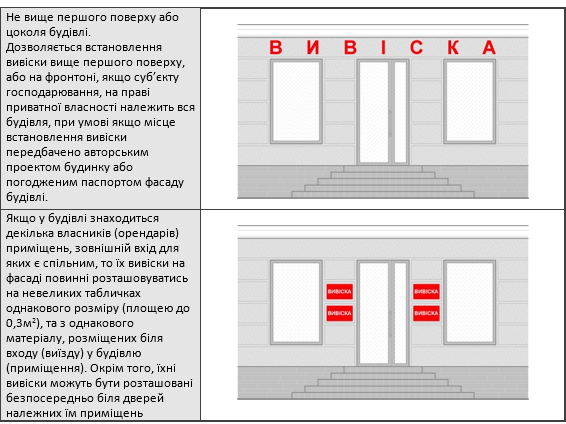 Не вище першого поверху або
цоколя будівлі.
Дозволяється встановлення
вивіски вище першого поверху,
або на фронтоні, якщо суб’єкту
господарювання, на праві
приватної власності належить вся
будівля, при умові якщо місце
встановлення вивіски
передбачено авторським
проектом будинку або
погодженим паспортом фасаду
будівлі.
ВИВІСКА
Якщо у будівлі знаходиться
декілька власників (орендарів)
приміщень, зовнішній вхід для
яких є спільним, то їх вивіски на
фасаді повинні розташовуватись
на невеликих табличках
однакового розміру (площею до
0,3м²), та з однакового
матеріалу, розміщених біля
входу (виїзду) у будівлю
(приміщення). Окрім того, їхні
вивіски можуть бути розташовані
безпосередньо біля дверей
належних їм приміщень
ВИВІСКА ВИВІСКА
ВИВІСКА ВИВІСКА